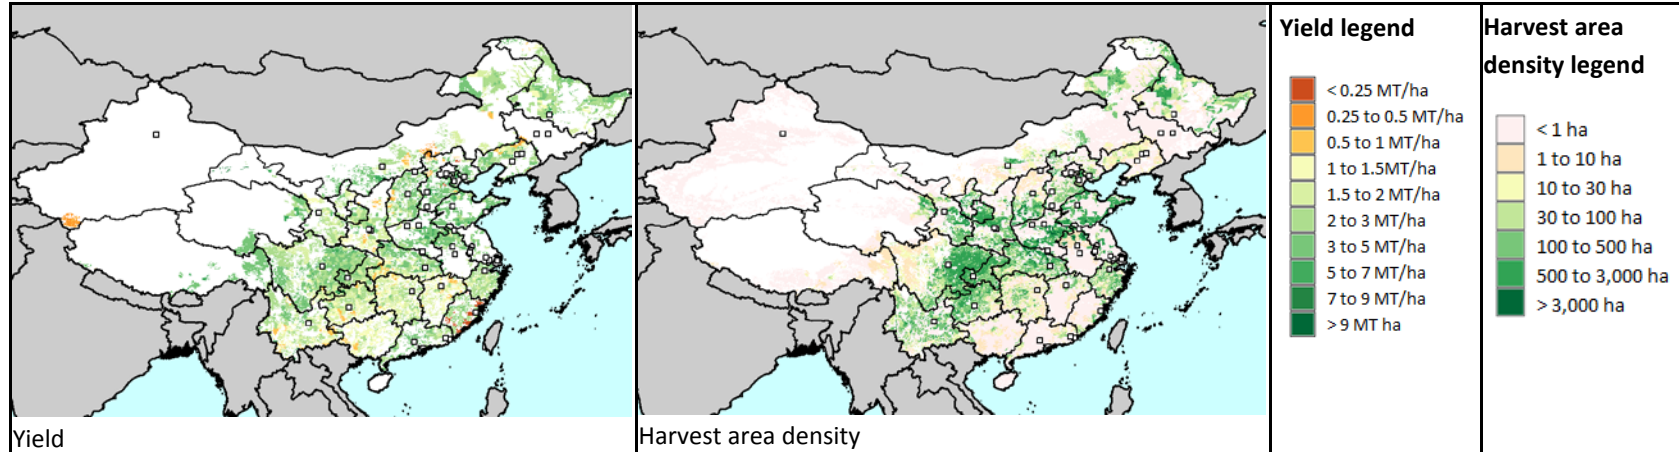 Yield
Harvest area density
Yield legend
< 0.25 MT/ha
0.25 to 0.5 MT/ha
0.5 to 1 MT/ha
1 to 1.5MT/ha
1.5 to 2 MT/ha
2 to 3 MT/ha
3 to 5 MT/ha
5 to 7 MT/ha
7 to 9 MT/ha
> 9 MT ha
Harvest area
density legend
< 1 ha
1 to 10 ha
10 to 30 ha
30 to 100 ha
100 to 500 ha
500 to 3,000 ha
> 3,000 ha